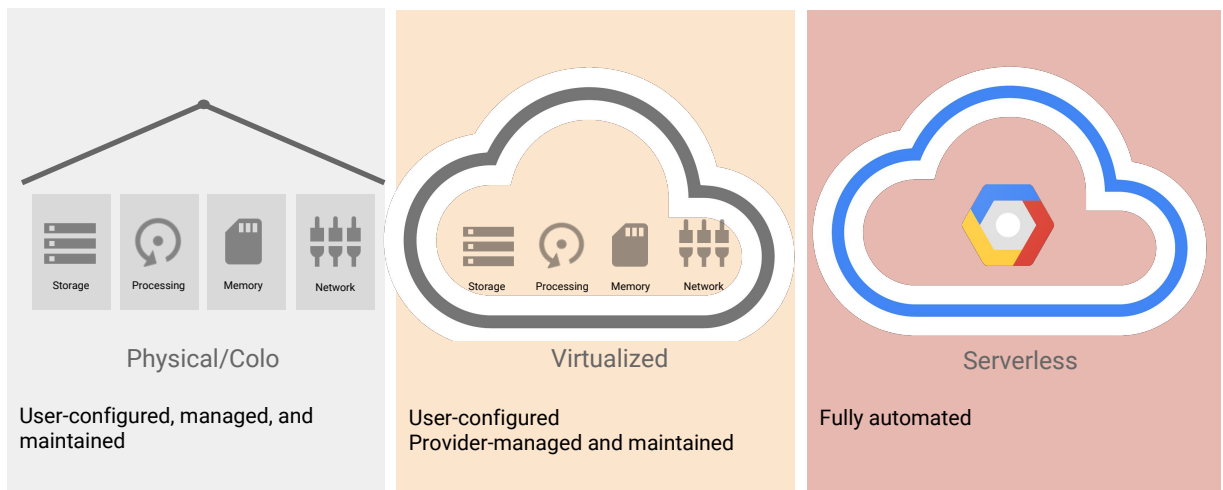 Storage
Processing
Memory
Network
Physical/Colo
User-configured, managed, and
maintained
Storage
Processing
Memory
Network
Virtualized
User-configured
Provider-managed and maintained
Serverless
Fully automated